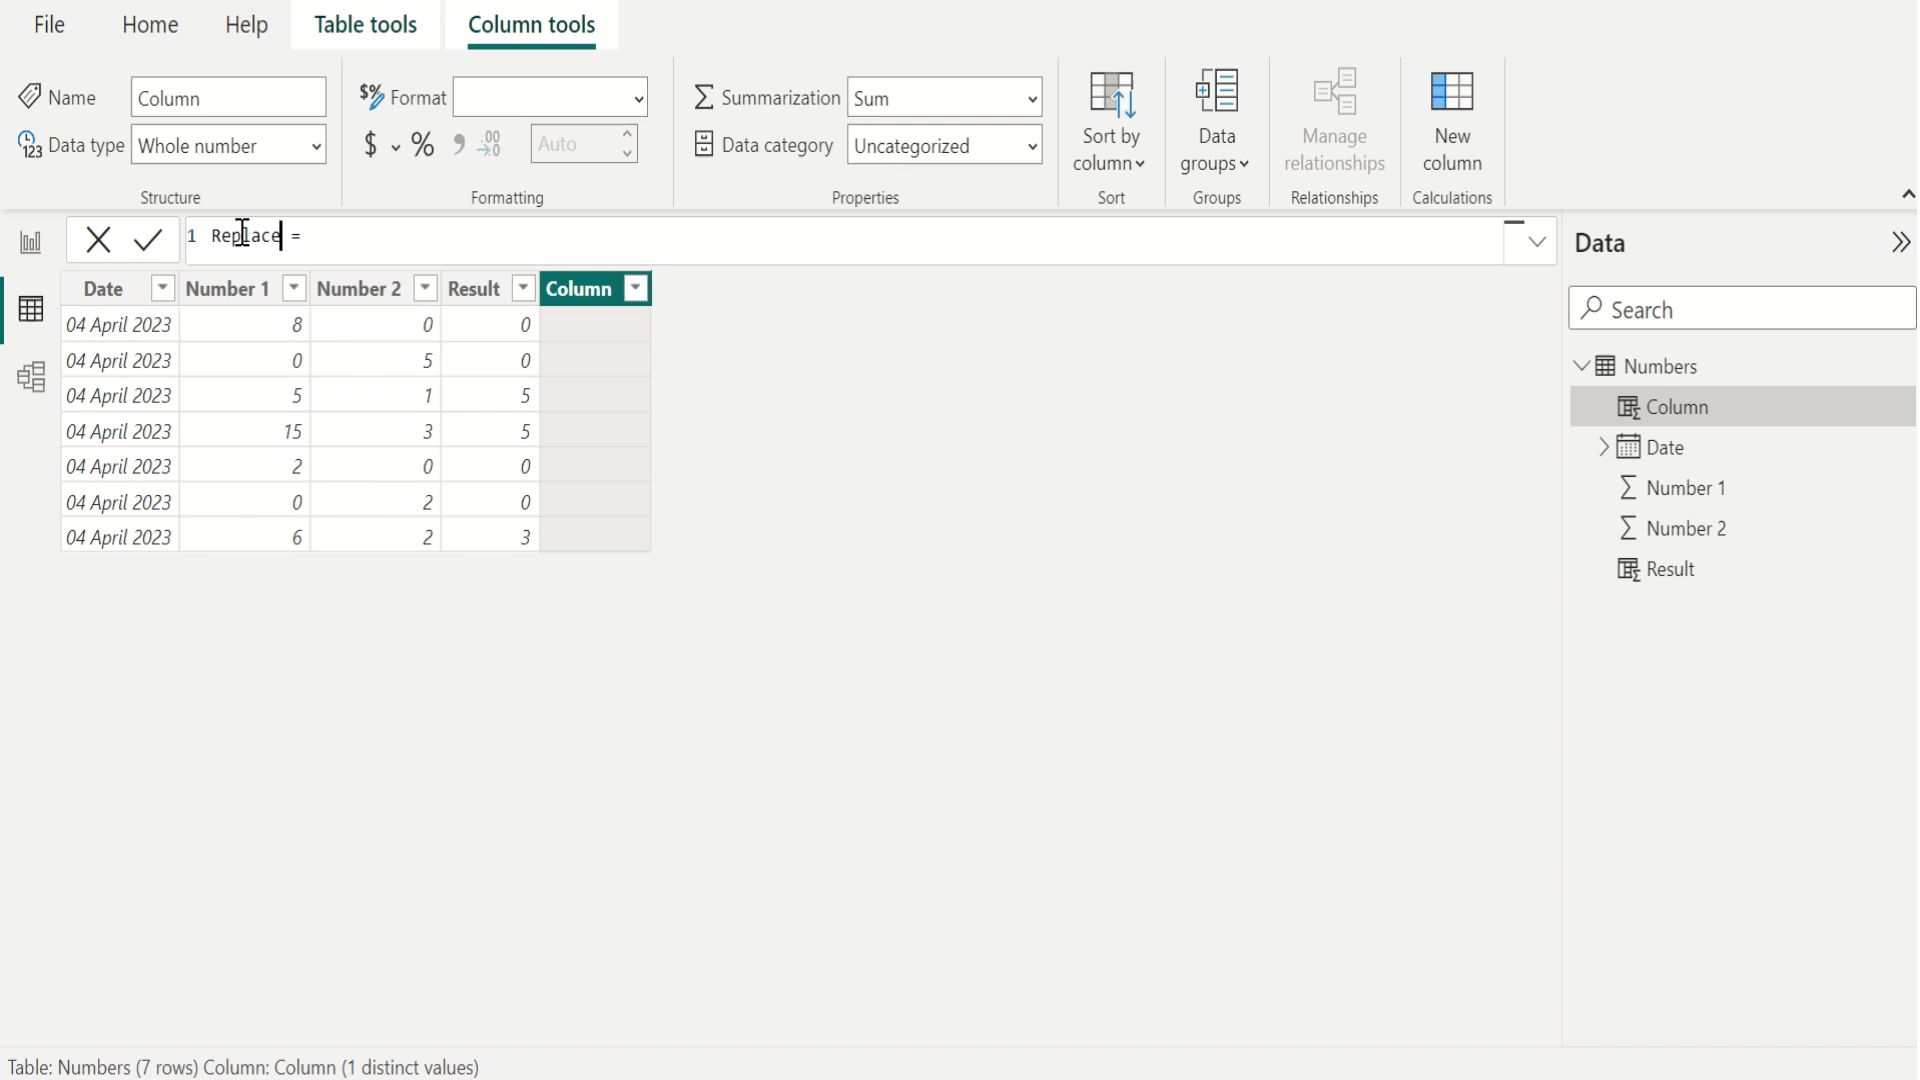 File Home Help Table tools Column tools
Name Column
Data type Whole number
Structure
$% Format
$ % 9 .00 →.0 Auto
Formatting
Summarization Sum
Data category Uncategorized
Properties
Sort by
column
Sort
Data
groups
Groups
Manage
relationships
Relationships
New
column
Calculations
1 Replace =
Date Number 1 Number 2 Result Column
04 April 2023 8 0 0
04 April 2023 0 5 0
04 April 2023 5 1 5
04 April 2023 15 3 5
04 April 2023 2 0 0
04 April 2023 0 2 0
04 April 2023 6 2 3
Data
Search
Numbers
Column
Date
Number 1
Number 2
Result
Table: Numbers (7 rows) Column: Column (1 distinct values)